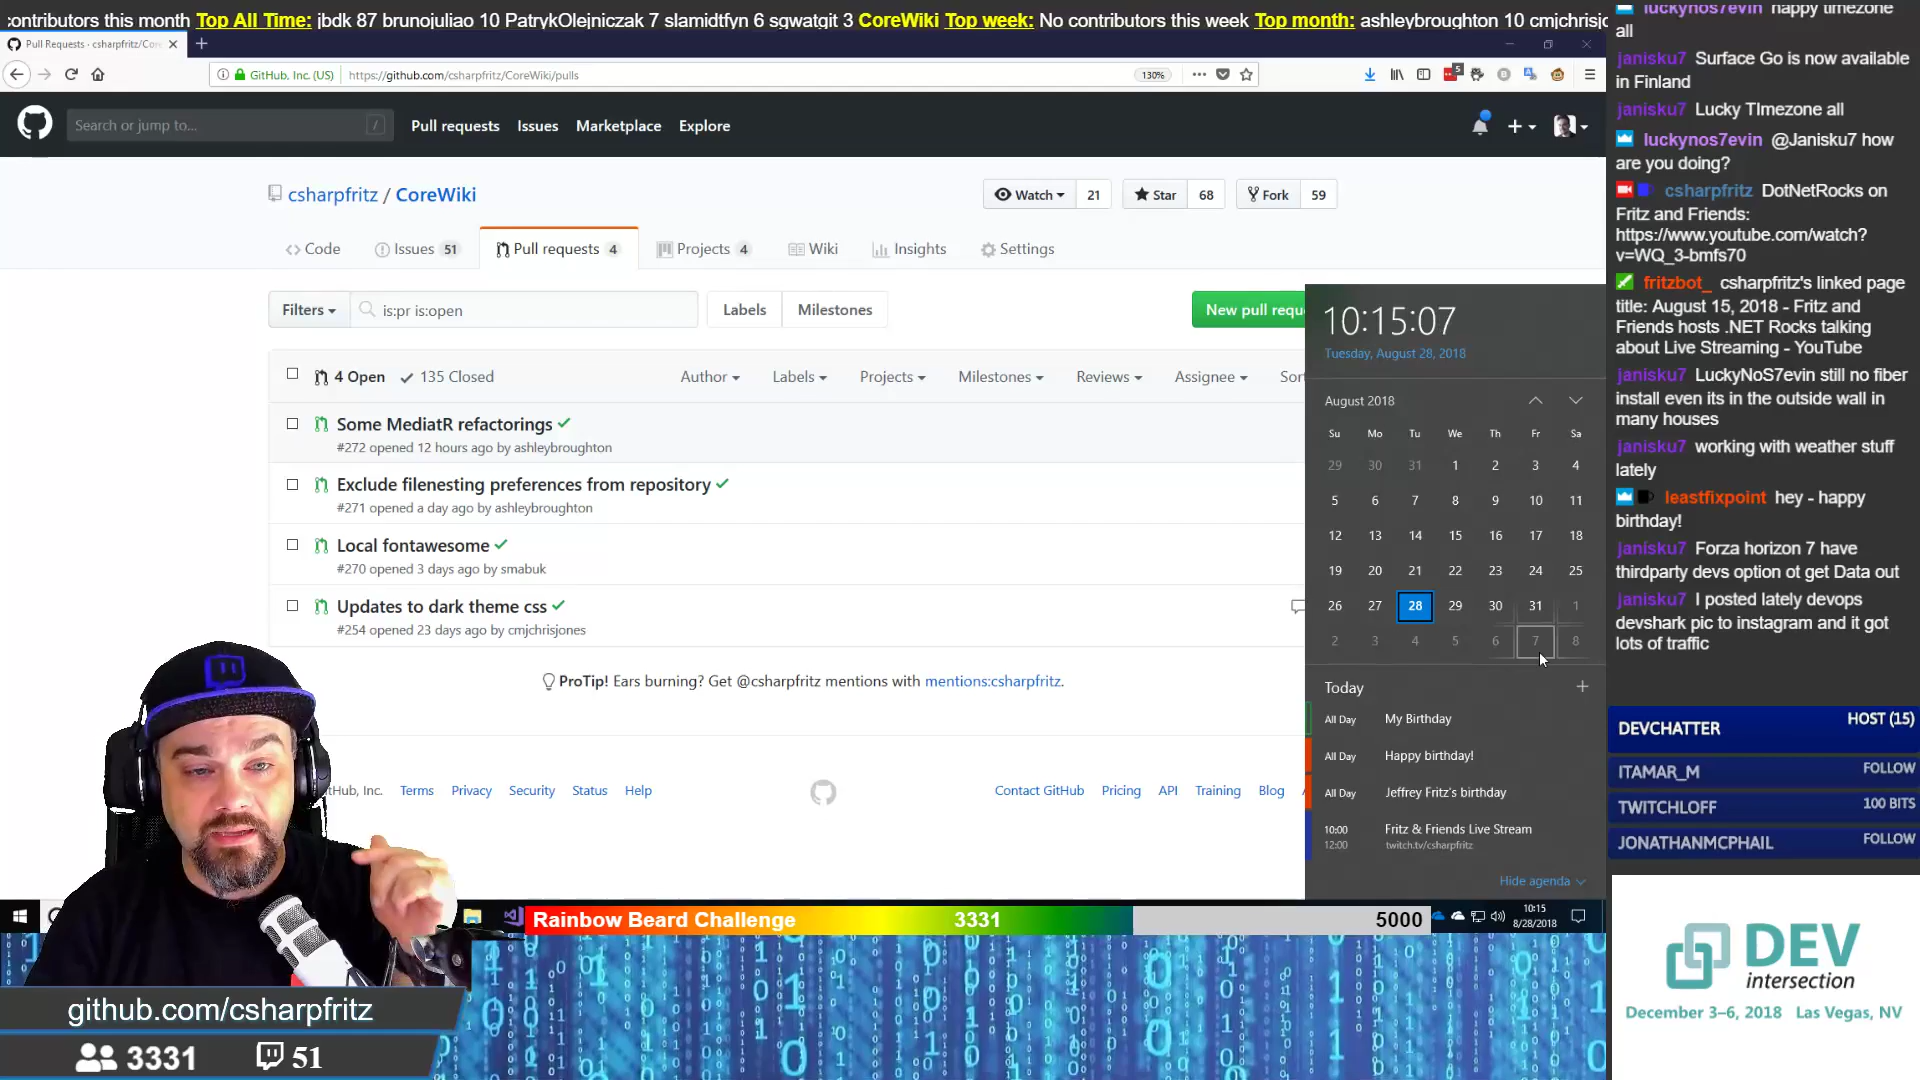 contributors this month Top All Time: jbdk 87 brunojuliao 10 PatrykOlejniczak 7 slamidtfyn 6 sgwatgit 3 CoreWiki Top week: No contributors this week Top month: ashleybroughton 10 cmjchrisjo
Pull Requests · csharpfritz/Core
GitHub, Inc. (US)
https://github.com/csharpfritz/CoreWiki/pulls
130%
5
Search or jump to...
/
Pull requests
Issues
Marketplace
Explore
csharpfritz / CoreWiki
Watch
21
Star
68
Fork
59
Code
Issues 51
Pull requests 4
Projects 4
Wiki
Insights
Settings
Filters
is:pr is:open
Labels
Milestones
New pull requ
4 Open
135 Closed
Author
Labels
Projects
Milestones
Reviews
Assignee
Sor
Some MediatR refactorings
#272 opened 12 hours ago by ashleybroughton
Exclude filenesting preferences from repository
#271 opened a day ago by ashleybroughton
Local fontawesome
#270 opened 3 days ago by smabuk
Updates to dark theme css
#254 opened 23 days ago by cmjchrisjones
ProTip! Ears burning? Get @csharpfritz mentions with mentions:csharpfritz.
tHub, Inc.
Terms
Privacy
Security
Status
Help
Contact GitHub
Pricing
API
Training
Blog
10:15:07
Tuesday, August 28, 2018
August 2018
Su Mo Tu We Th Fr Sa
29 30 31 1 2 3 4
5 6 7 8 9 10 11
12 13 14 15 16 17 18
19 20 21 22 23 24 25
26 27 28 29 30 31 1
2 3 4 5 6 7 8
Today
All Day My Birthday
All Day Happy birthday!
All Day Jeffrey Fritz's birthday
10:00 Fritz & Friends Live Stream
12:00 twitch.tv/csharpfritz
Hide agenda
10:15
8/28/2018
Rainbow Beard Challenge
3331
5000
github.com/csharpfritz
3331
51
luckynos7evin happy timezone
all
janisku7 Surface Go is now available
in Finland
janisku7 Lucky TImezone all
luckynos7evin @Janisku7 how
are you doing?
csharpfritz DotNetRocks on
Fritz and Friends:
https://www.youtube.com/watch?
v=WQ_3-bmfs70
fritzbot_ csharpfritz's linked page
title: August 15, 2018 - Fritz and
Friends hosts .NET Rocks talking
about Live Streaming - YouTube
janisku7 LuckyNoS7evin still no fiber
install even its in the outside wall in
many houses
janisku7 working with weather stuff
lately
leastfixpoint hey - happy
birthday!
janisku7 Forza horizon 7 have
thirdparty devs option ot get Data out
janisku7 I posted lately devops
devshark pic to instagram and it got
lots of traffic
DEVCHATTER
HOST (15)
ITAMAR_M
FOLLOW
TWITCHLOFF
100 BITS
JONATHANMCPHAIL
FOLLOW
DEV
intersection
December 3–6, 2018 Las Vegas, NV